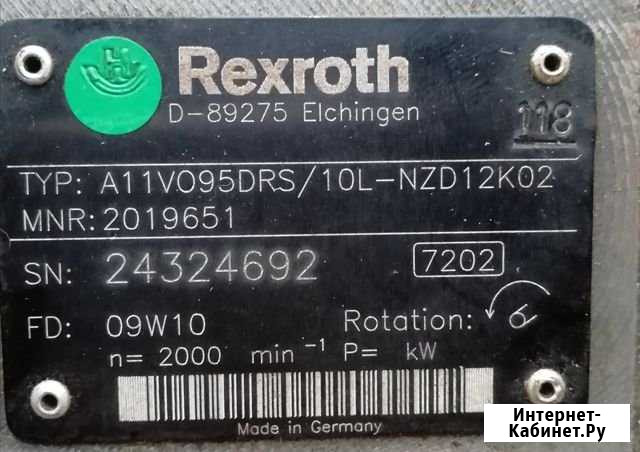 Rexroth
D-89275 Elchingen
118
TYP: A11VO95DRS/10L-NZD12K02
MNR: 2019651
SN: 24324692 7202
FD: 09W10 Rotation:
n= 2000 min -1 P= kW
Made in Germany
Интернет-
Кабинет.Ру